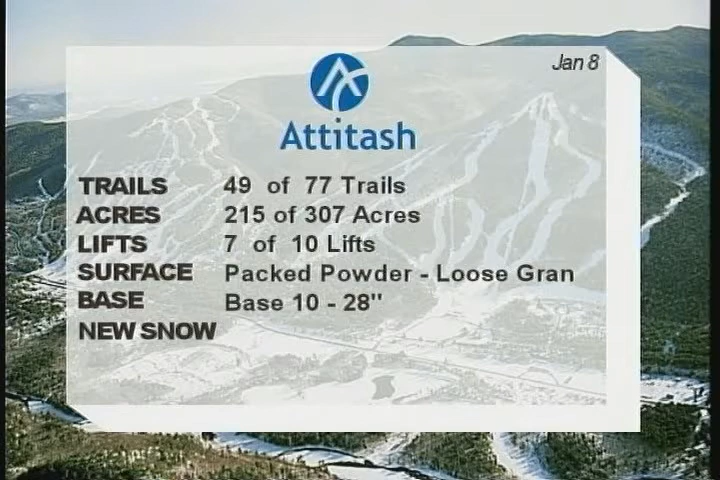 Jan 8
Attitash
TRAILS 49 of 77 Trails
ACRES 215 of 307 Acres
LIFTS 7 of 10 Lifts
SURFACE Packed Powder - Loose Gran
BASE Base 10 - 28"
NEW SNOW